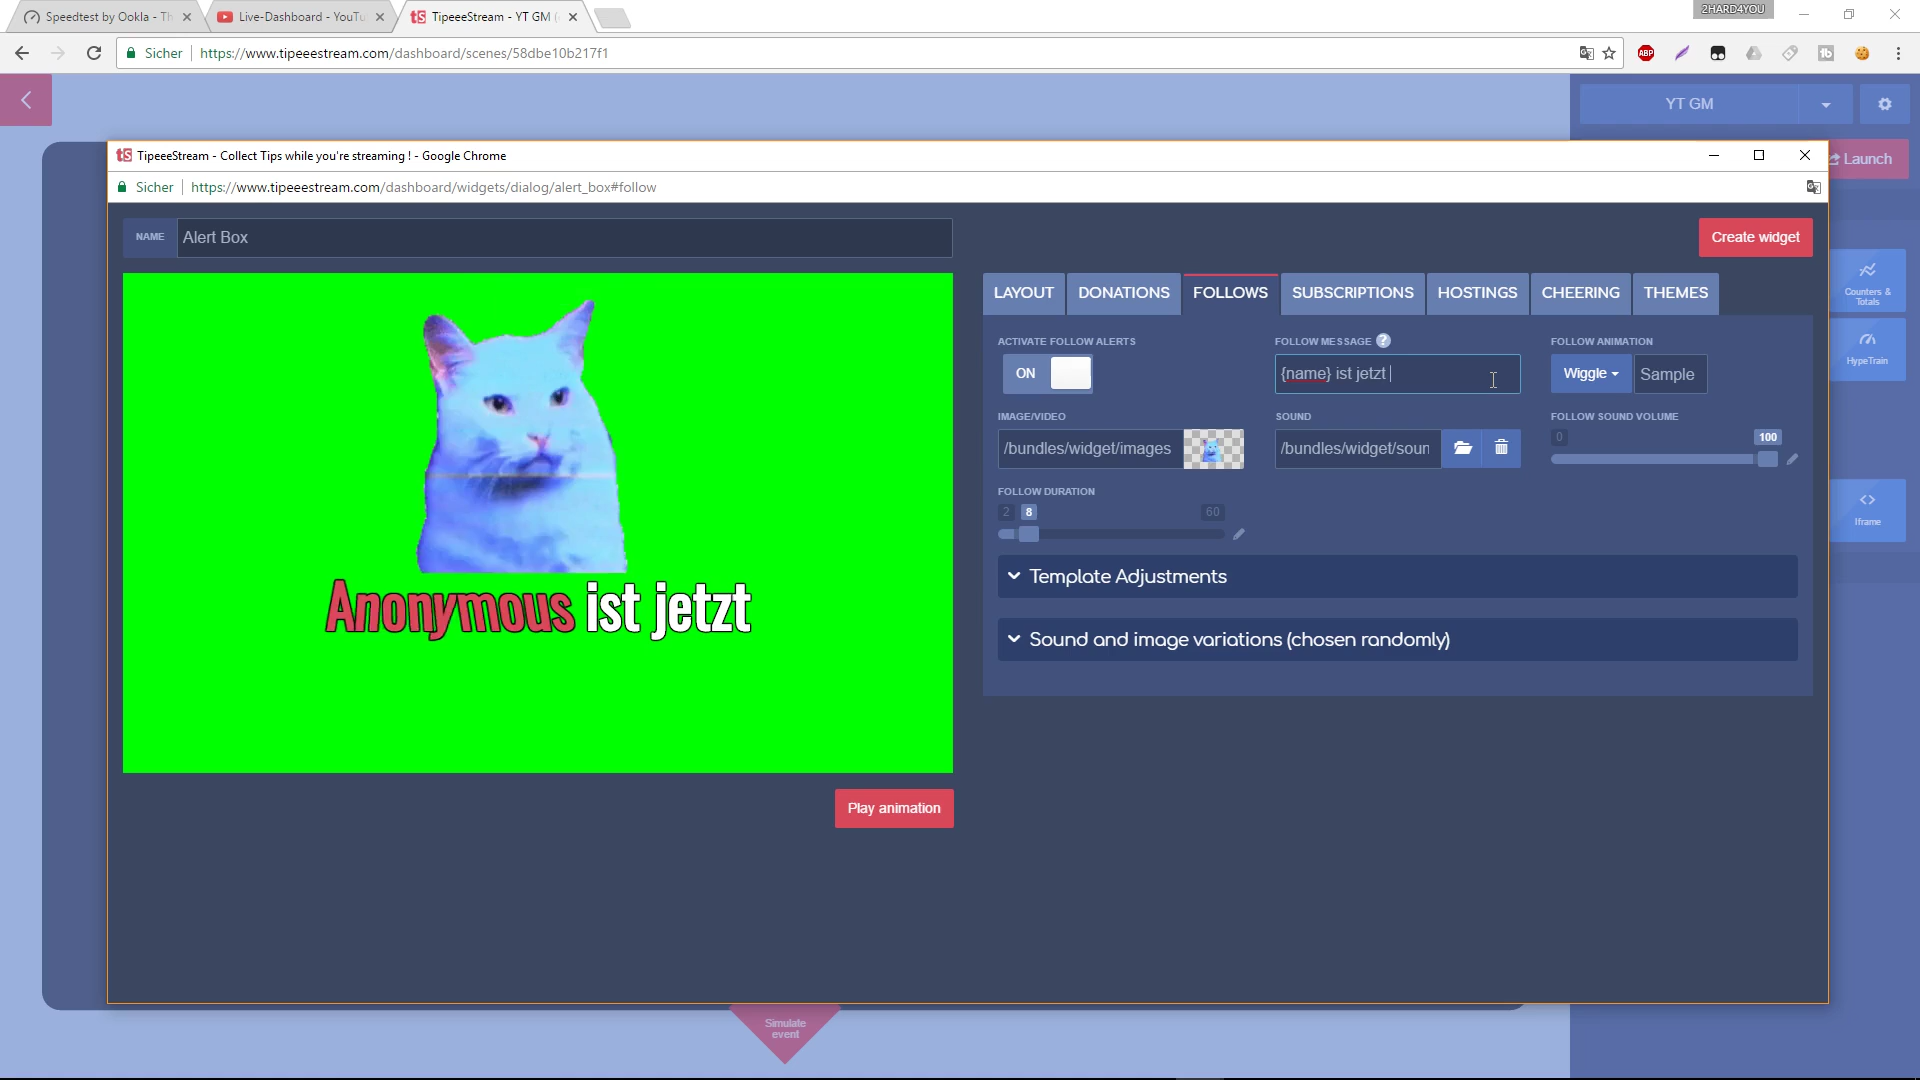 Speedtest by Ookla - Th
Live-Dashboard - YouTu
TipeeeStream - YT GM (
2HARD4YOU
Sicher
https://www.tipeeestream.com/dashboard/scenes/58dbe10b217f1
ABP
tb
YT GM
Launch
TipeeeStream - Collect Tips while you're streaming ! - Google Chrome
Sicher
https://www.tipeeestream.com/dashboard/widgets/dialog/alert_box#follow
NAME
Alert Box
Create widget
LAYOUT
DONATIONS
FOLLOWS
SUBSCRIPTIONS
HOSTINGS
CHEERING
THEMES
Counters &
Totals
HypeTrain
Iframe
ACTIVATE FOLLOW ALERTS
ON
FOLLOW MESSAGE ?
{name} ist jetzt
FOLLOW ANIMATION
Wiggle
Sample
IMAGE/VIDEO
/bundles/widget/images
SOUND
/bundles/widget/soun
FOLLOW SOUND VOLUME
0
100
FOLLOW DURATION
2
8
60
Template Adjustments
Sound and image variations (chosen randomly)
Anonymous ist jetzt
Play animation
Simulate
event